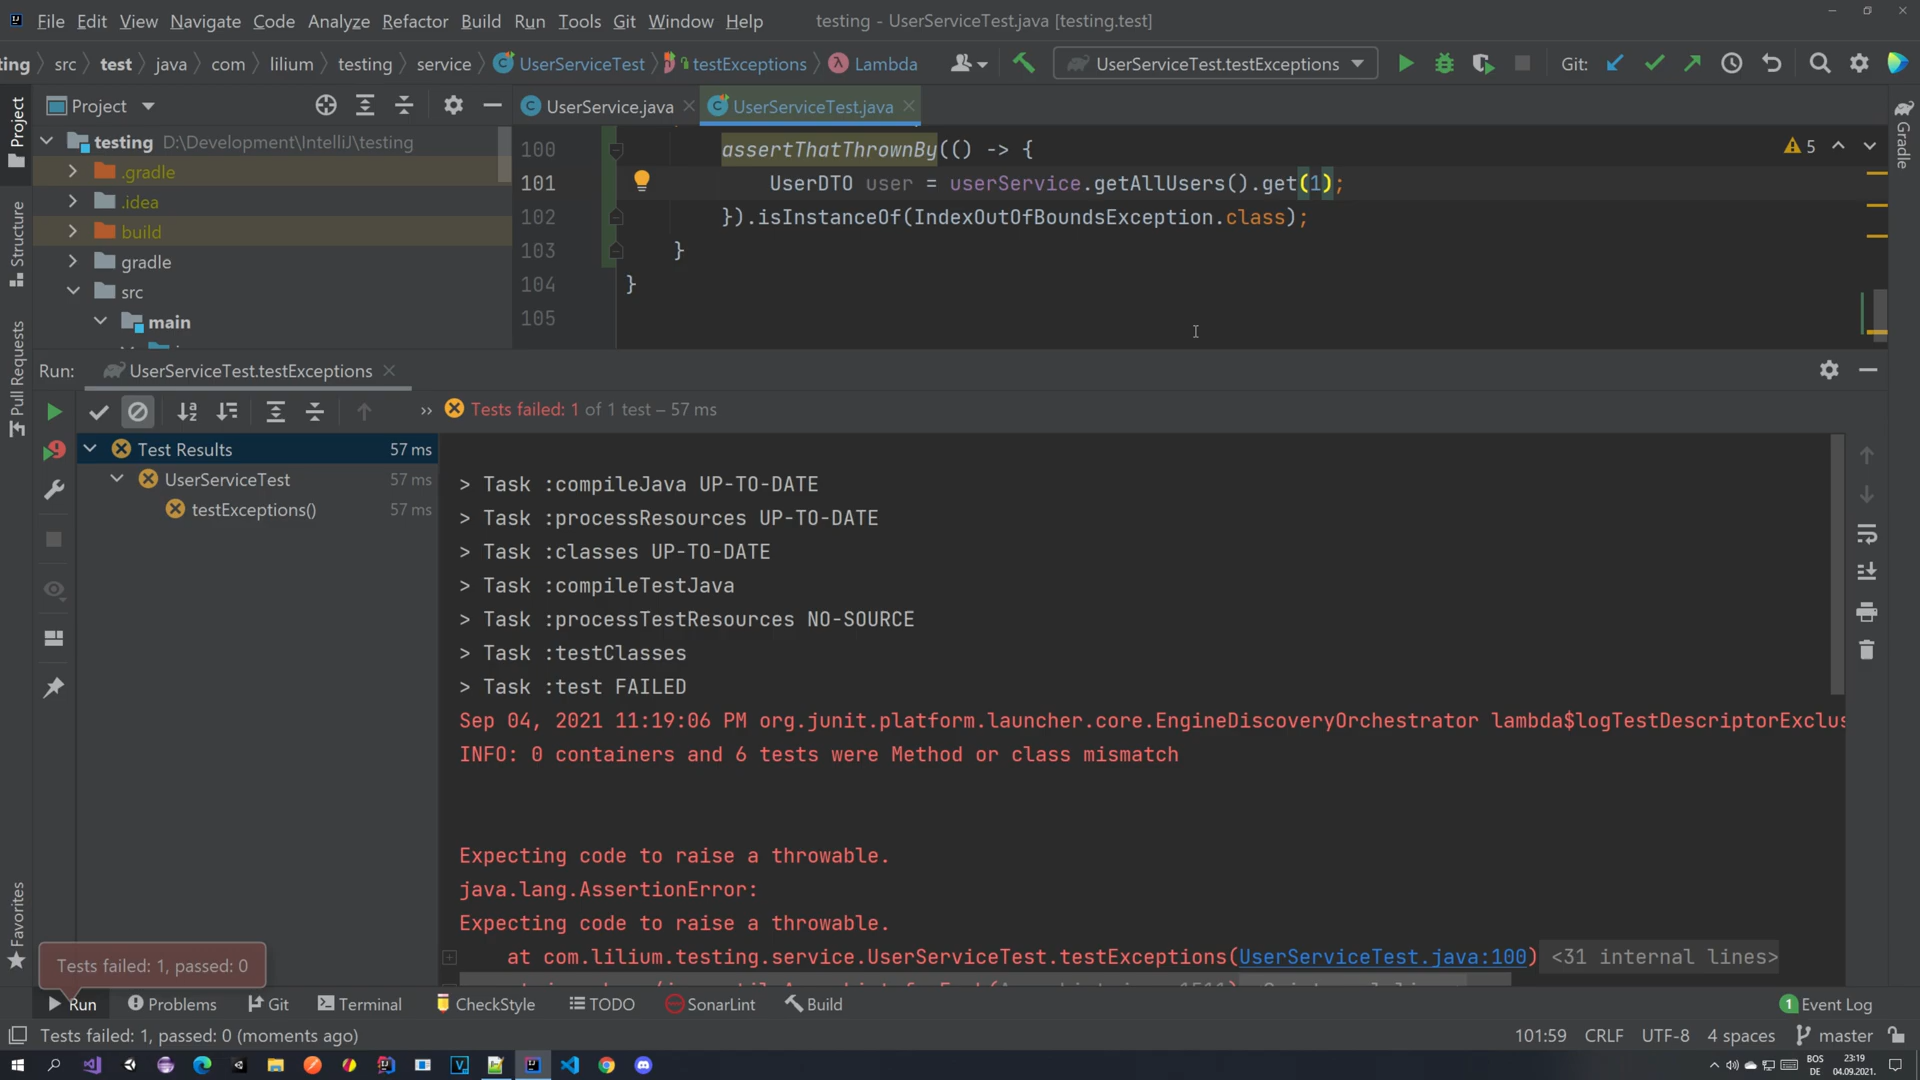 File Edit View Navigate Code Analyze Refactor Build Run Tools Git Window Help testing - UserServiceTest.java [testing.test]
ting src test java com lilium testing service UserServiceTest testExceptions Lambda UserServiceTest.testExceptions Git:
Project
UserService.java UserServiceTest.java
testing D:\Development\IntelliJ\testing
.gradle
.idea
build
gradle
src
main
100 assertThatThrownBy(() -> {
101 UserDTO user = userService.getAllUsers().get(1);
102 }).isInstanceOf(IndexOutOfBoundsException.class);
103 }
104 }
105
5
Project
Structure
Pull Requests
Favorites
Gradle
Run: UserServiceTest.testExceptions
Tests failed: 1 of 1 test – 57 ms
Test Results 57 ms
UserServiceTest 57 ms
testExceptions() 57 ms
> Task :compileJava UP-TO-DATE
> Task :processResources UP-TO-DATE
> Task :classes UP-TO-DATE
> Task :compileTestJava
> Task :processTestResources NO-SOURCE
> Task :testClasses
> Task :test FAILED
Sep 04, 2021 11:19:06 PM org.junit.platform.launcher.core.EngineDiscoveryOrchestrator lambda$logTestDescriptorExclus
INFO: 0 containers and 6 tests were Method or class mismatch
Expecting code to raise a throwable.
java.lang.AssertionError:
Expecting code to raise a throwable.
at com.lilium.testing.service.UserServiceTest.testExceptions(UserServiceTest.java:100) <31 internal lines>
Tests failed: 1, passed: 0
Run Problems Git Terminal CheckStyle TODO SonarLint Build 1 Event Log
Tests failed: 1, passed: 0 (moments ago) 101:59 CRLF UTF-8 4 spaces master
BOS
DE
23:19
04.09.2021.